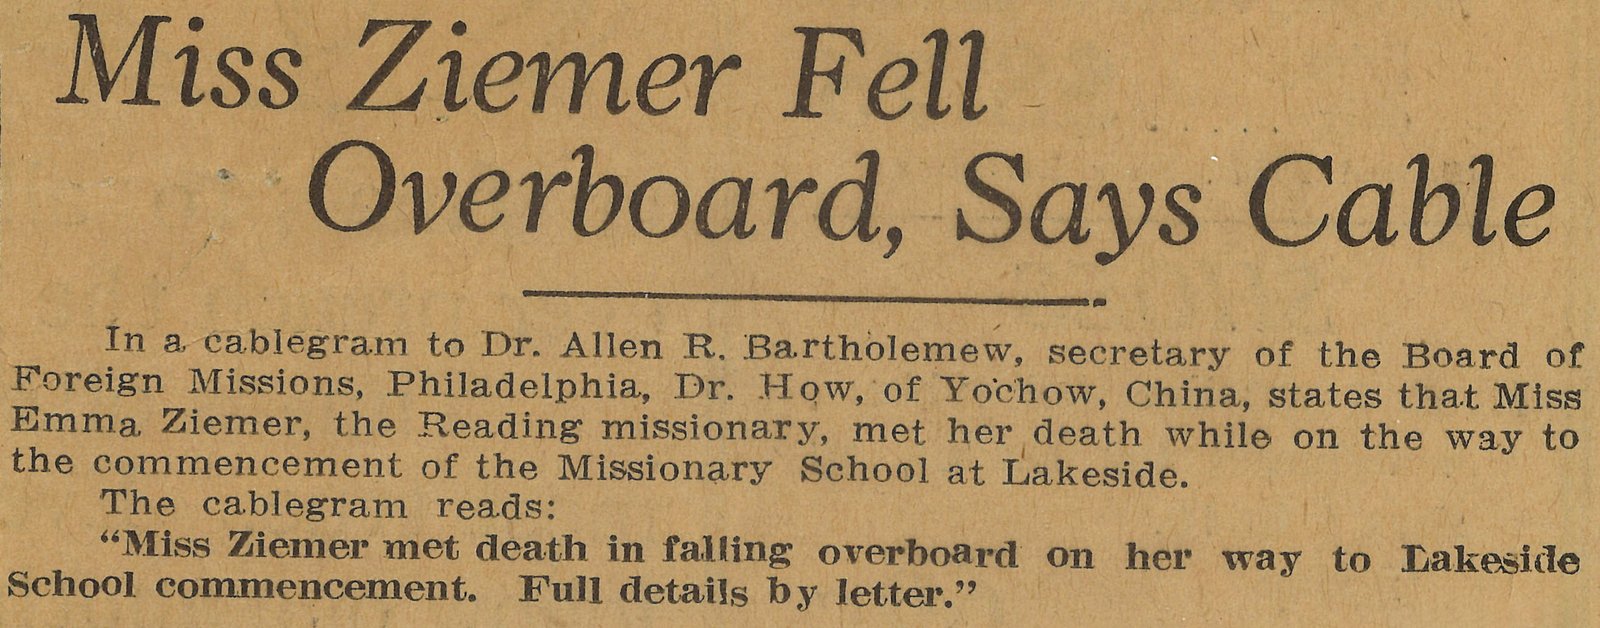 Miss Ziemer Fell
Overboard, Says Cable
In a cablegram to Dr. Allen R. Bartholemew, secretary of the Board of
Foreign Missions, Philadelphia, Dr. How, of Yochow, China, states that Miss
Emma Ziemer, the Reading missionary, met her death while on the way to
the commencement of the Missionary School at Lakeside.
The cablegram reads:
“Miss Ziemer met death in falling overboard on her way to Lakeside
School commencement. Full details by letter.”